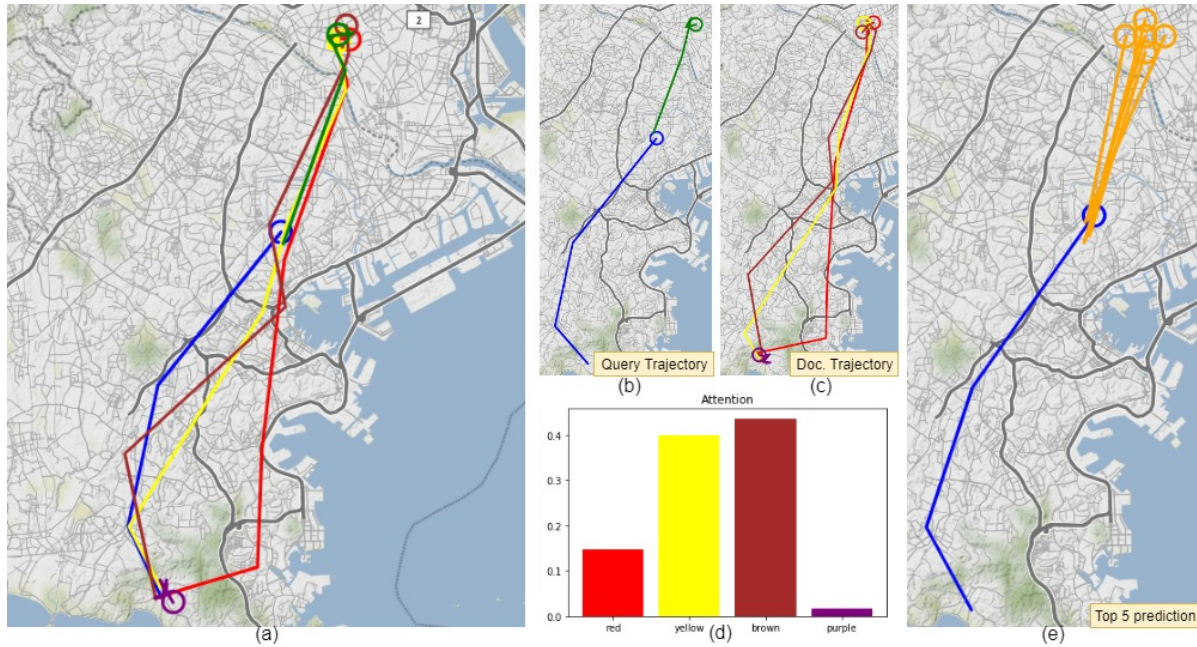 2
(a)
Query Trajectory
(b)
Doc. Trajectory
(c)
Attention
0.4
0.3
0.2
0.1
0.0
red
yellow
brown
purple
(d)
Top 5 prediction
(e)